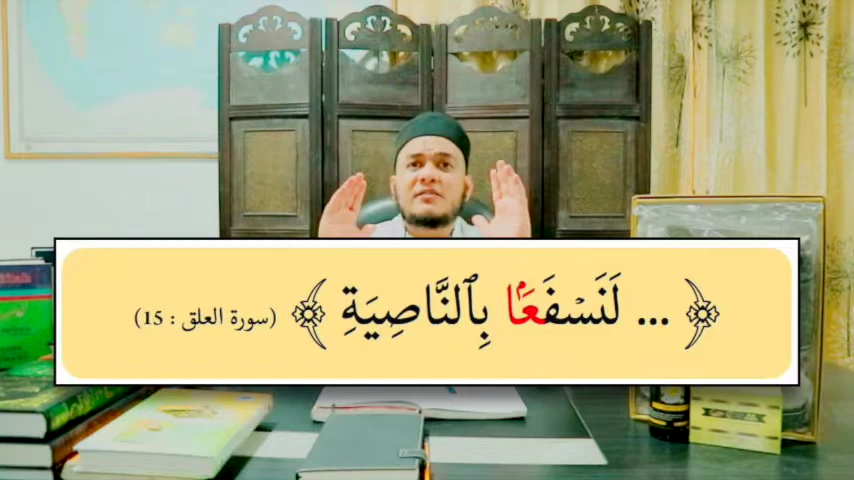 ﴿ ... لَنَسْفَعَۢا بِٱلنَّاصِيَةِ ﴾ (سورة العلق : 15)